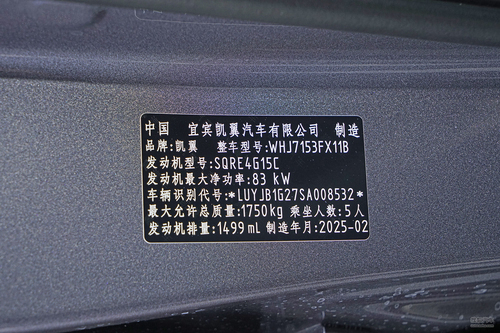 中国 宜宾凯翼汽车有限公司 制造
品牌:凯翼 整车型号:WHJ7153FX11B
发动机型号:SQRE4G15C
发动机最大净功率:83 kW
车辆识别代号:*LUYJB1G27SA008532*
最大允许总质量:1750kg 乘坐人数:5人
发动机排量:1499mL 制造年月:2025-02